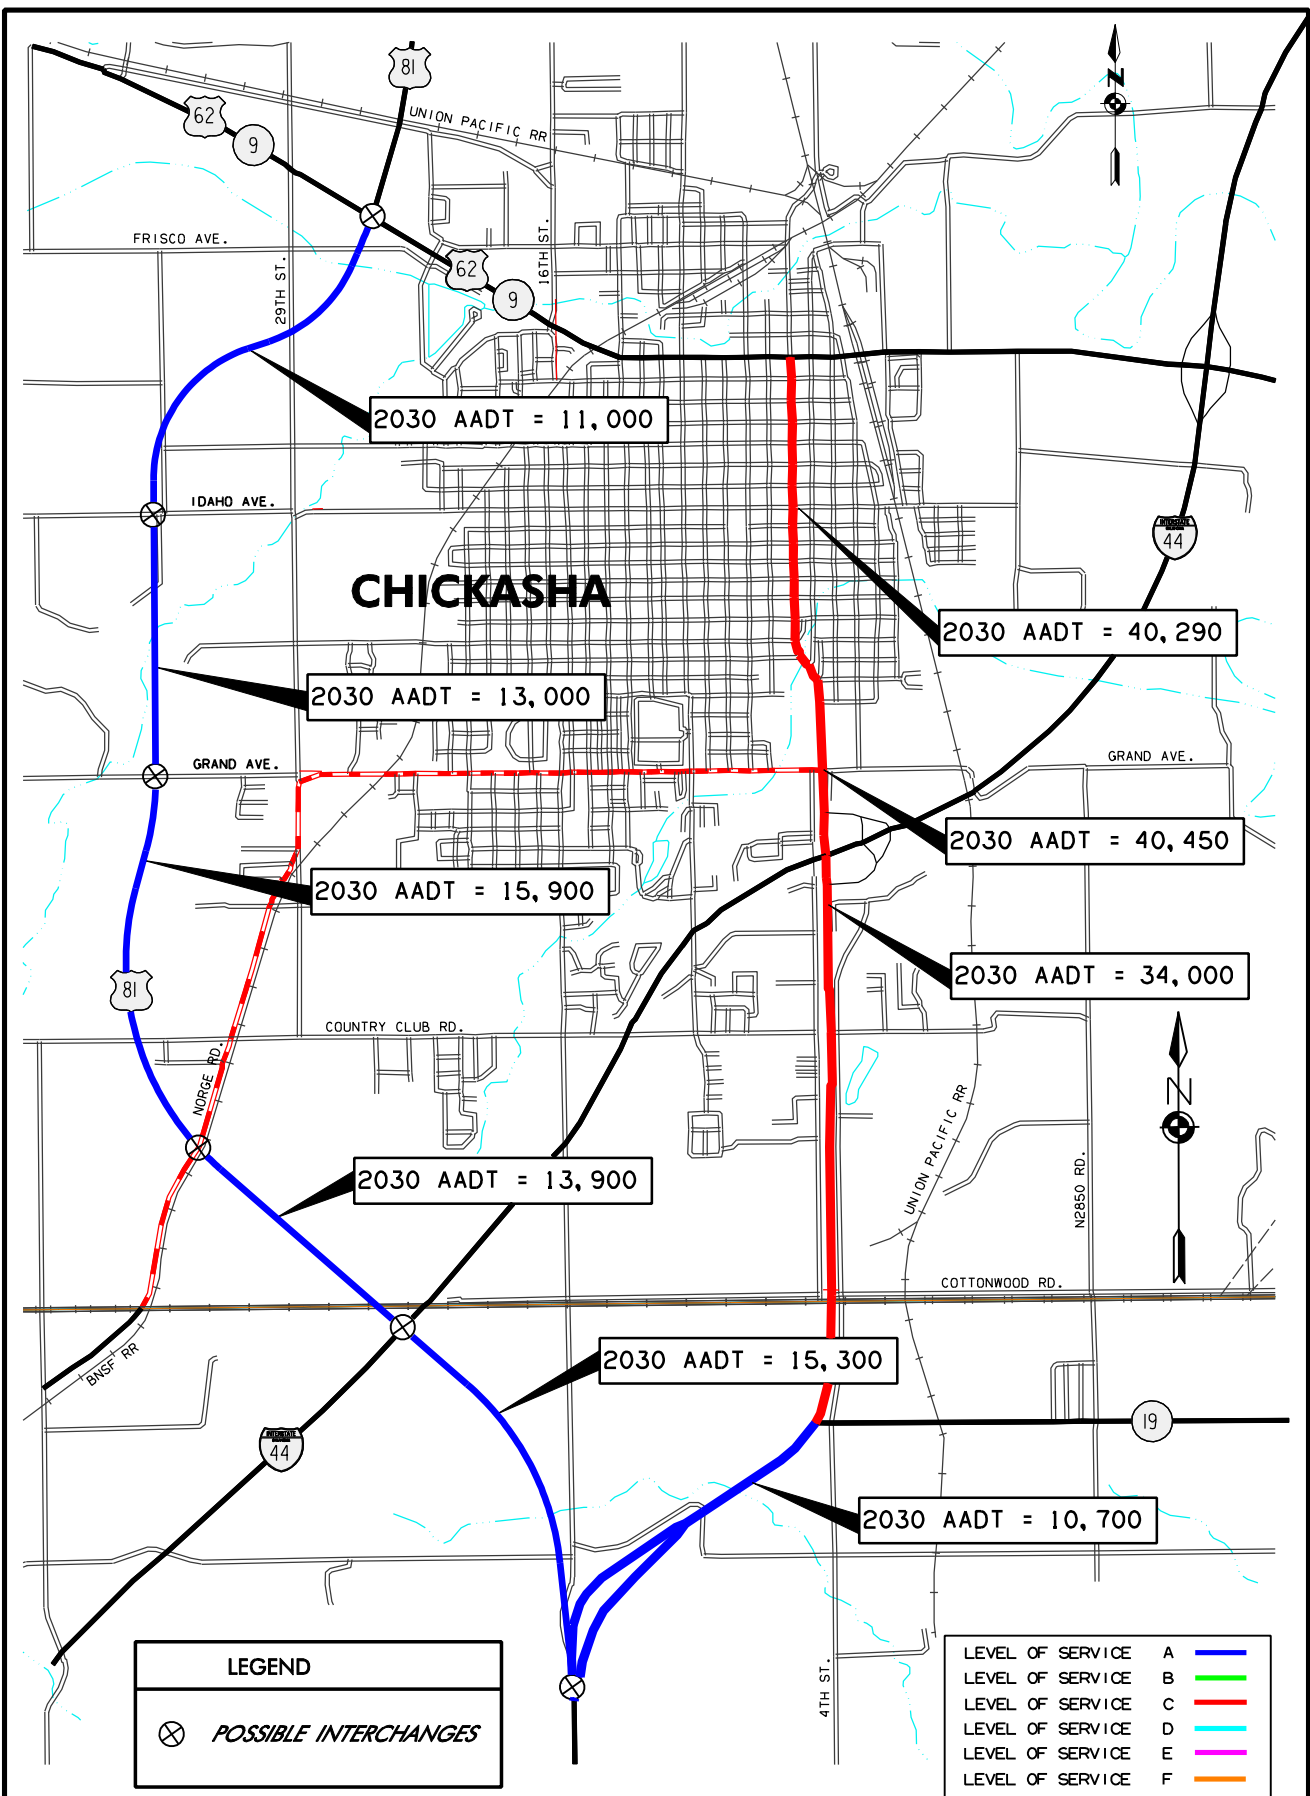 81
62
9
UNION PACIFIC RR
N
FRISCO AVE.
29TH ST.
16TH ST.
62
9
2030 AADT = 11,000
IDAHO AVE.
INTERSTATE
44
CHICKASHA
2030 AADT = 40,290
2030 AADT = 13,000
GRAND AVE.
GRAND AVE.
2030 AADT = 40,450
2030 AADT = 15,900
2030 AADT = 34,000
81
COUNTRY CLUB RD.
NORGE RD.
N
UNION PACIFIC RR
N2850 RD.
2030 AADT = 13,900
COTTONWOOD RD.
BNSF RR
2030 AADT = 15,300
19
INTERSTATE
44
2030 AADT = 10,700
4TH ST.
LEGEND
POSSIBLE INTERCHANGES
LEVEL OF SERVICE A
LEVEL OF SERVICE B
LEVEL OF SERVICE C
LEVEL OF SERVICE D
LEVEL OF SERVICE E
LEVEL OF SERVICE F